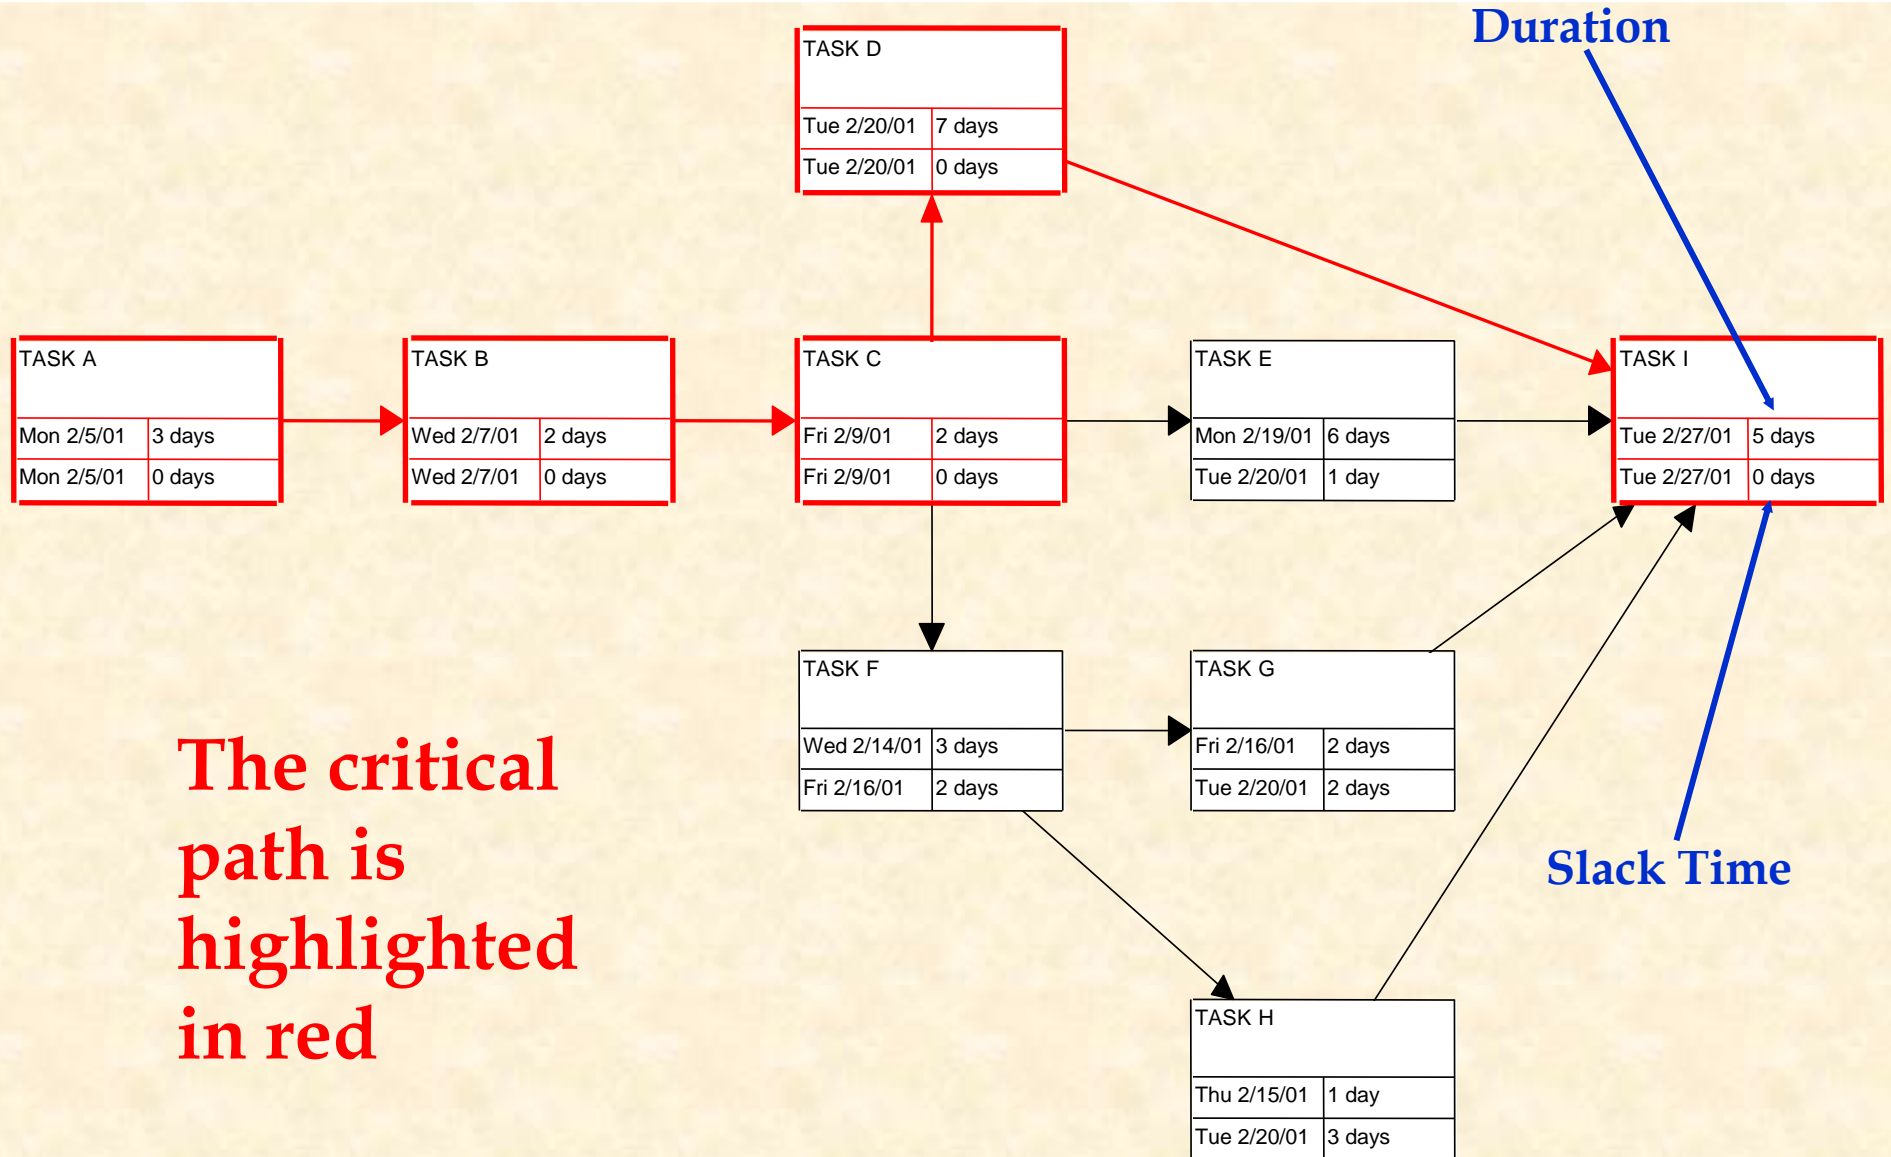 Duration
TASK D
Tue 2/20/01 7 days
Tue 2/20/01 0 days
TASK A
Mon 2/5/01 3 days
Mon 2/5/01 0 days
TASK B
Wed 2/7/01 2 days
Wed 2/7/01 0 days
TASK C
Fri 2/9/01 2 days
Fri 2/9/01 0 days
TASK E
Mon 2/19/01 6 days
Tue 2/20/01 1 day
TASK I
Tue 2/27/01 5 days
Tue 2/27/01 0 days
TASK F
Wed 2/14/01 3 days
Fri 2/16/01 2 days
TASK G
Fri 2/16/01 2 days
Tue 2/20/01 2 days
The critical
path is
highlighted
in red
Slack Time
TASK H
Thu 2/15/01 1 day
Tue 2/20/01 3 days